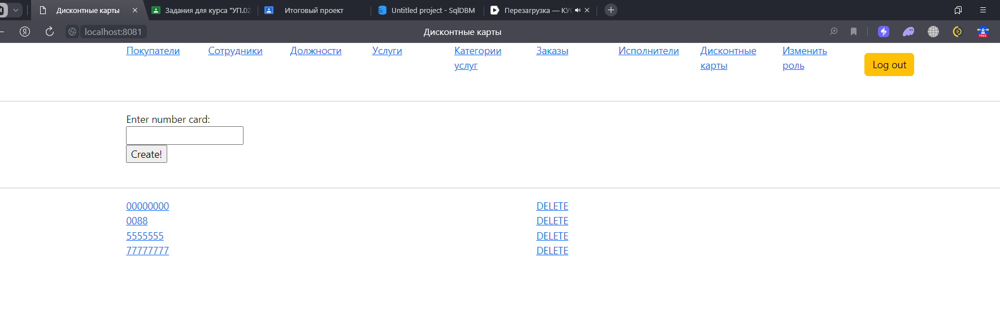 Дисконтные карты
Задания для курса "УП.02
Итоговый проект
Untitled project - SqlDBM
Перезагрузка — КУ
localhost:8081
Дисконтные карты
FREE
Покупатели
Сотрудники
Должности
Услуги
Категории услуг
Заказы
Исполнители
Дисконтные карты
Изменить роль
Log out
Enter number card:
Create!
00000000 DELETE
0088 DELETE
5555555 DELETE
77777777 DELETE